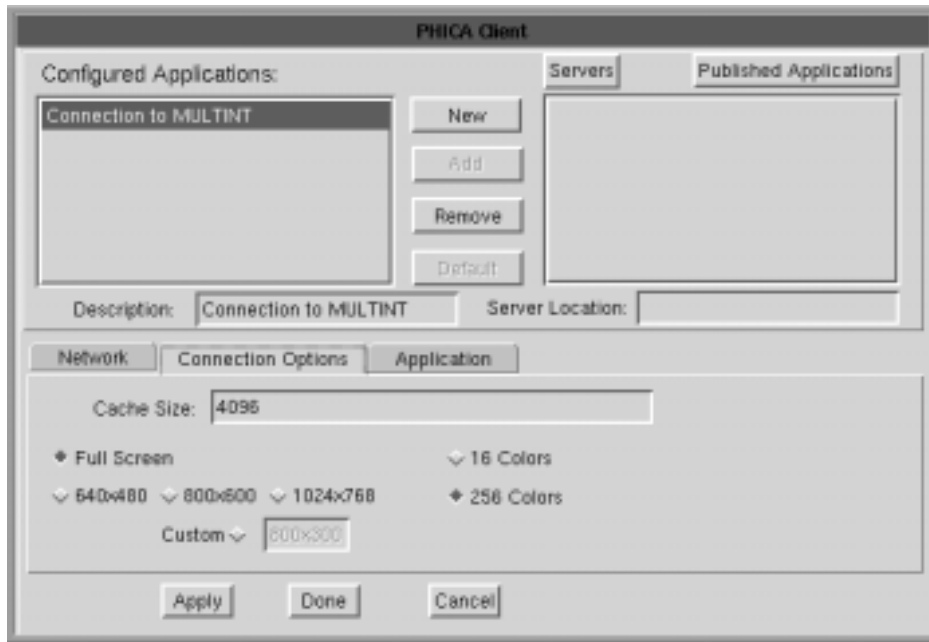 PHICA Client
Configured Applications:
Servers
Published Applications
Connection to MULTINT
New
Add
Remove
Default
Description: Connection to MULTINT
Server Location:
Network Connection Options Application
Cache Size: 4096
Full Screen 16 Colors
640x480 800x600 1024x768 256 Colors
Custom 600x300
Apply Done Cancel